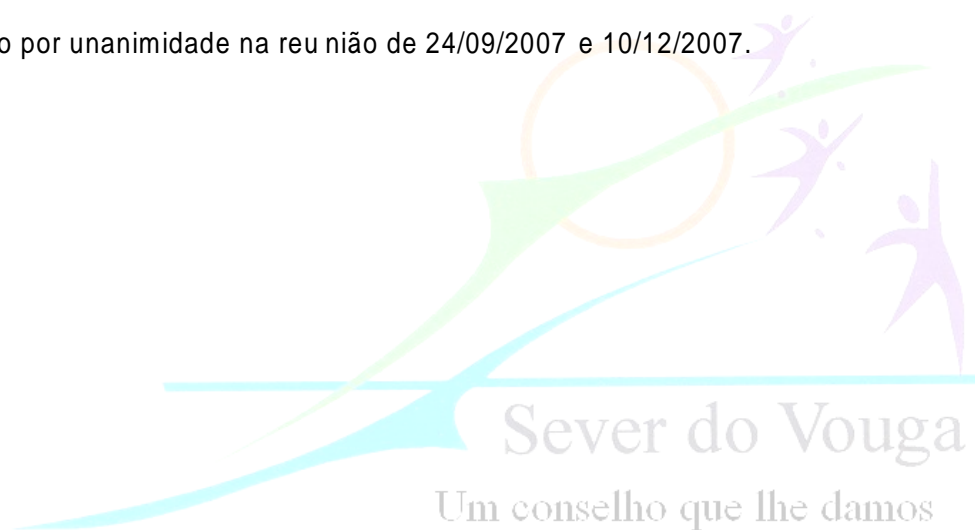 o por unanimidade na reu nião de 24/09/2007 e 10/12/2007.
Sever do Vouga
Um conselho que lhe damos